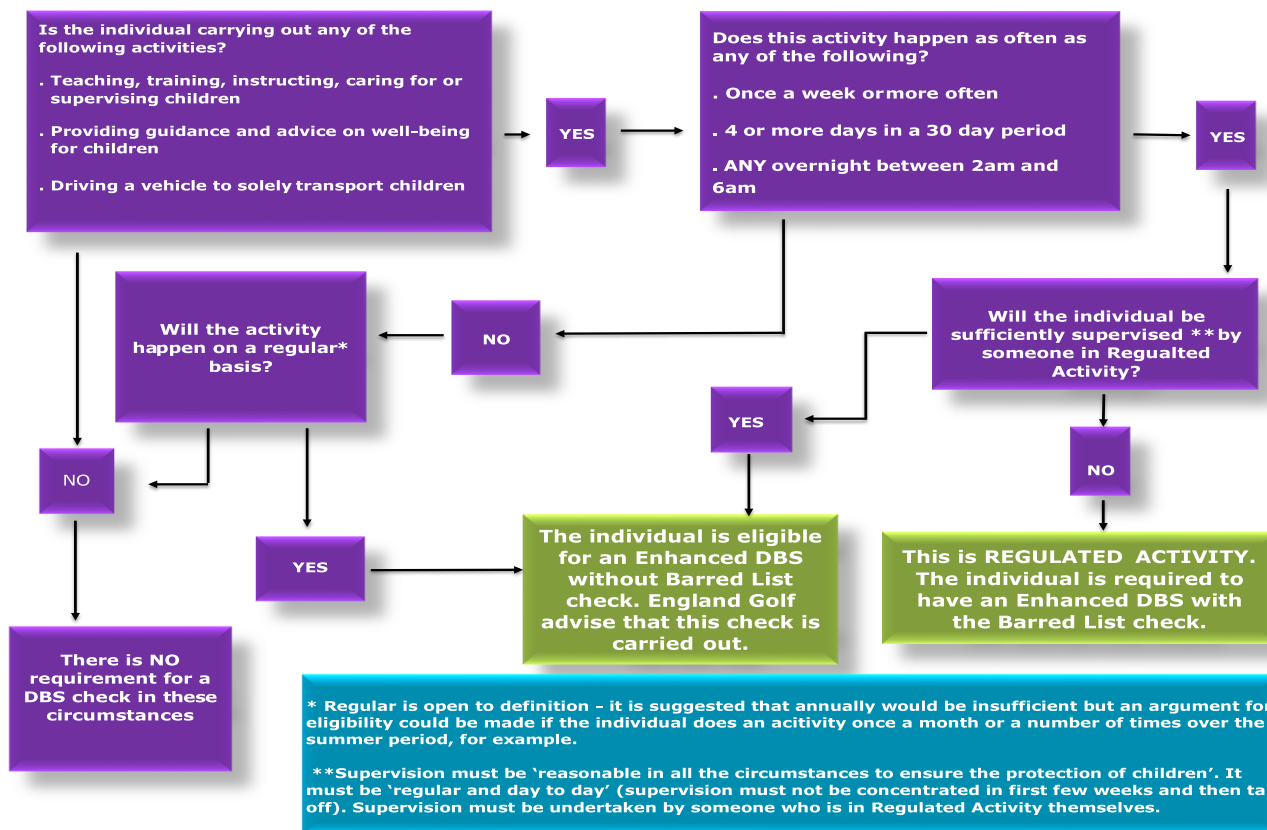 Is the individual carrying out any of the
following activities?
. Teaching, training, instructing, caring for or
supervising children
. Providing guidance and advice on well-being
for children
. Driving a vehicle to solely transport children
YES
Does this activity happen as often as
any of the following?
. Once a week ormore often
. 4 or more days in a 30 day period
. ANY overnight between 2am and
6am
YES
Will the activity
happen on a regular*
basis?
NO
Will the individual be
sufficiently supervised **by
someone in Regualted
Activity?
YES
NO
NO
YES
The individual is eligible
for an Enhanced DBS
without Barred List
check. England Golf
advise that this check is
carried out.
This is REGULATED ACTIVITY.
The individual is required to
have an Enhanced DBS with
the Barred List check.
There is NO
requirement for a
DBS check in these
circumstances
* Regular is open to definition - it is suggested that annually would be insufficient but an argument for
eligibility could be made if the individual does an acitivity once a month or a number of times over the
summer period, for example.
**Supervision must be ‘reasonable in all the circumstances to ensure the protection of children’. It
must be ‘regular and day to day’ (supervision must not be concentrated in first few weeks and then ta
off). Supervision must be undertaken by someone who is in Regulated Activity themselves.